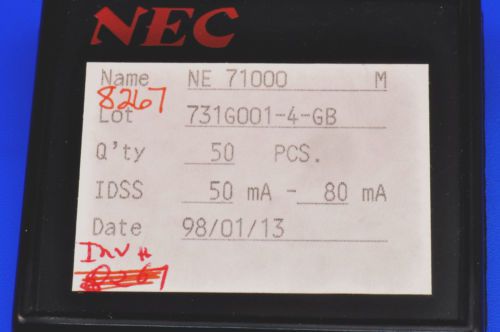 NEC
Name NE 71000 M
8267
Lot 731G001-4-GB
Q'ty 50 PCS.
IDSS 50 mA - 80 mA
Date 98/01/13
Inv #